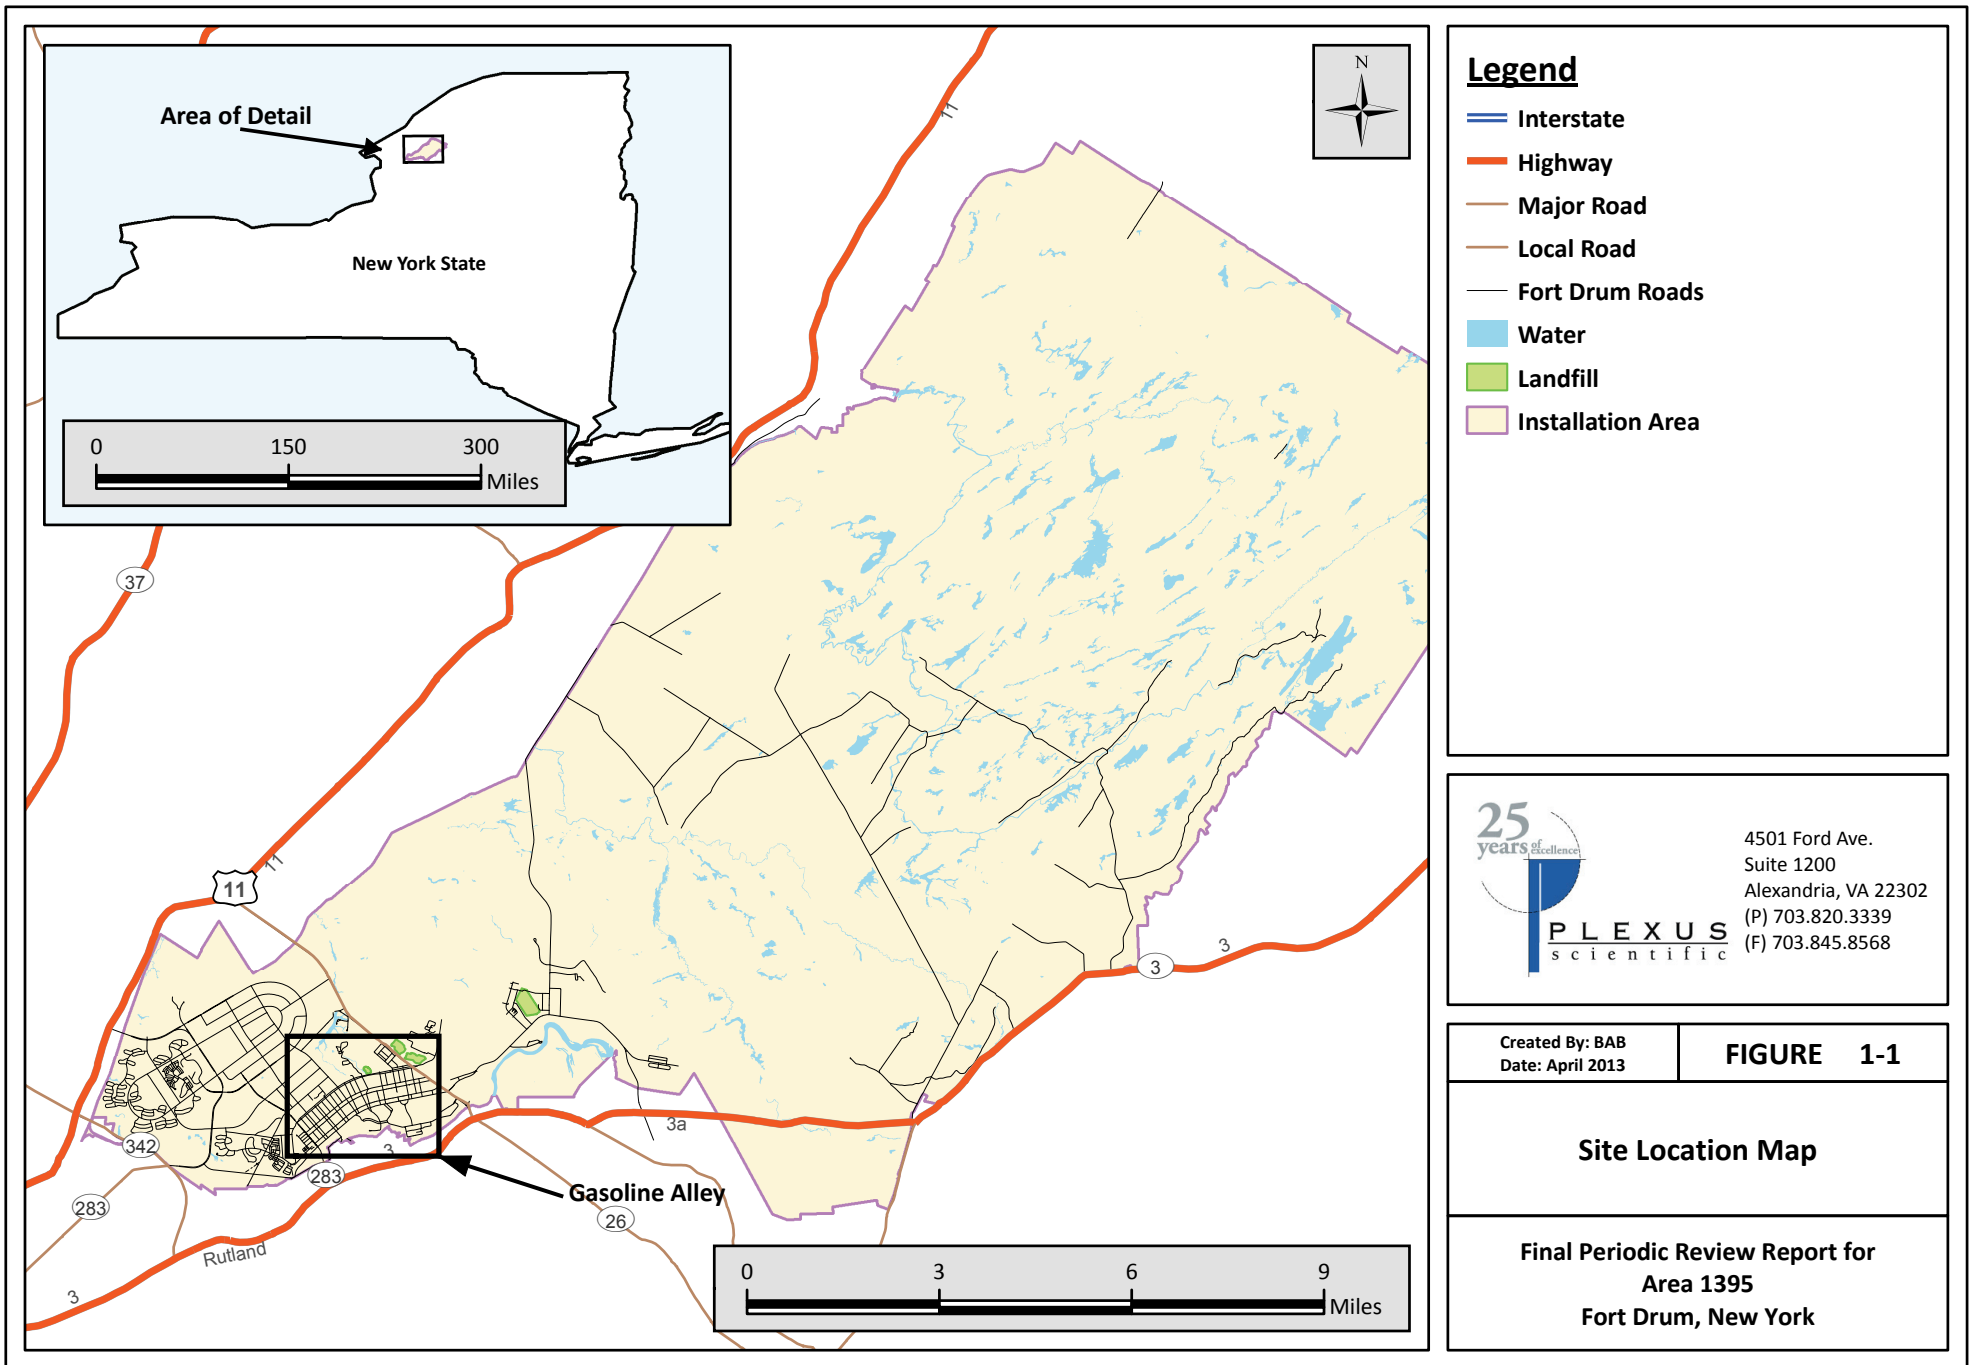 Area of Detail
New York State
0 150 300
Miles
N
11
37
11
11
3
3
3a
342
3
283
283
Gasoline Alley
26
Rutland
3
0 3 6 9
Miles
Legend
Interstate
Highway
Major Road
Local Road
Fort Drum Roads
Water
Landfill
Installation Area
25
years of excellence
PLEXUS
scientific
4501 Ford Ave.
Suite 1200
Alexandria, VA 22302
(P) 703.820.3339
(F) 703.845.8568
Created By: BAB
Date: April 2013
FIGURE 1-1
Site Location Map
Final Periodic Review Report for
Area 1395
Fort Drum, New York